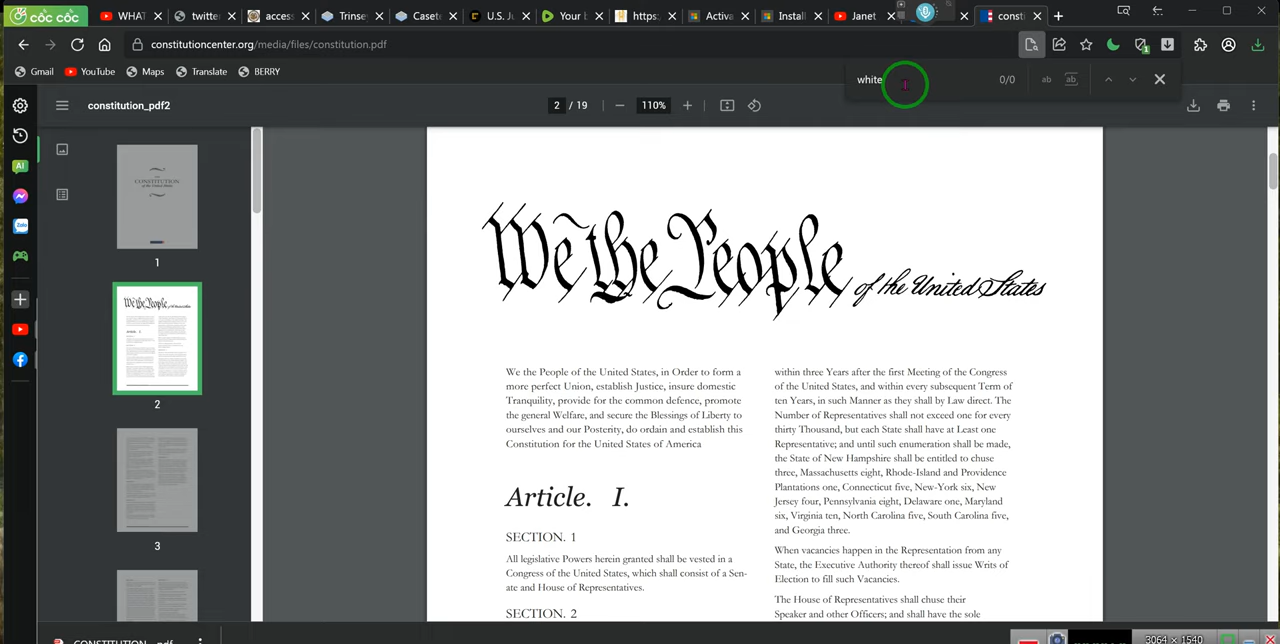 cốc cốc WHAT twitter access Trinse Casete U.S. Ju Your b https: Activa Install Janet consti
constitutioncenter.org/media/files/constitution.pdf
Gmail YouTube Maps Translate BERRY
white 0/0
constitution_pdf2 2 / 19 110%
1
2
3
We the People of the United States
We the People of the United States, in Order to form a
more perfect Union, establish Justice, insure domestic
Tranquility, provide for the common defence, promote
the general Welfare, and secure the Blessings of Liberty to
ourselves and our Posterity, do ordain and establish this
Constitution for the United States of America
Article. I.
SECTION. 1
All legislative Powers herein granted shall be vested in a
Congress of the United States, which shall consist of a Sen-
ate and House of Representatives.
SECTION. 2
within three Years after the first Meeting of the Congress
of the United States, and within every subsequent Term of
ten Years, in such Manner as they shall by Law direct. The
Number of Representatives shall not exceed one for every
thirty Thousand, but each State shall have at Least one
Representative; and until such enumeration shall be made,
the State of New Hampshire shall be entitled to chuse
three, Massachusetts eight, Rhode-Island and Providence
Plantations one, Connecticut five, New-York six, New
Jersey four, Pennsylvania eight, Delaware one, Maryland
six, Virginia ten, North Carolina five, South Carolina five,
and Georgia three.
When vacancies happen in the Representation from any
State, the Executive Authority thereof shall issue Writs of
Election to fill such Vacancies.
The House of Representatives shall chuse their
Speaker and other Officers; and shall have the sole
CONSTITUTION_.pdf
3064 × 1540